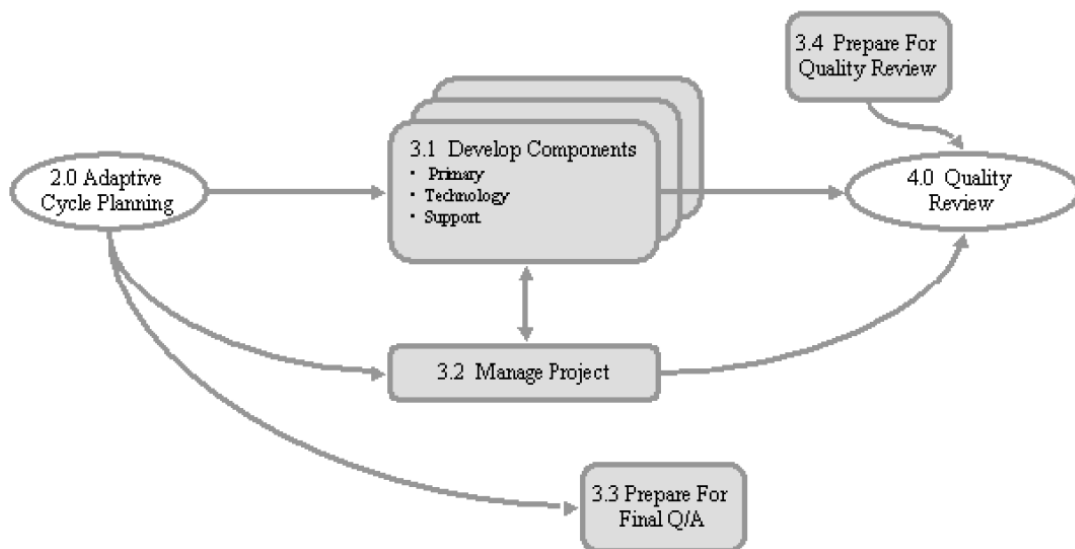 3.4 Prepare For
Quality Review
3.1 Develop Components
• Primary
• Technology
• Support
2.0 Adaptive
Cycle Planning
4.0 Quality
Review
3.2 Manage Project
3.3 Prepare For
Final Q/A